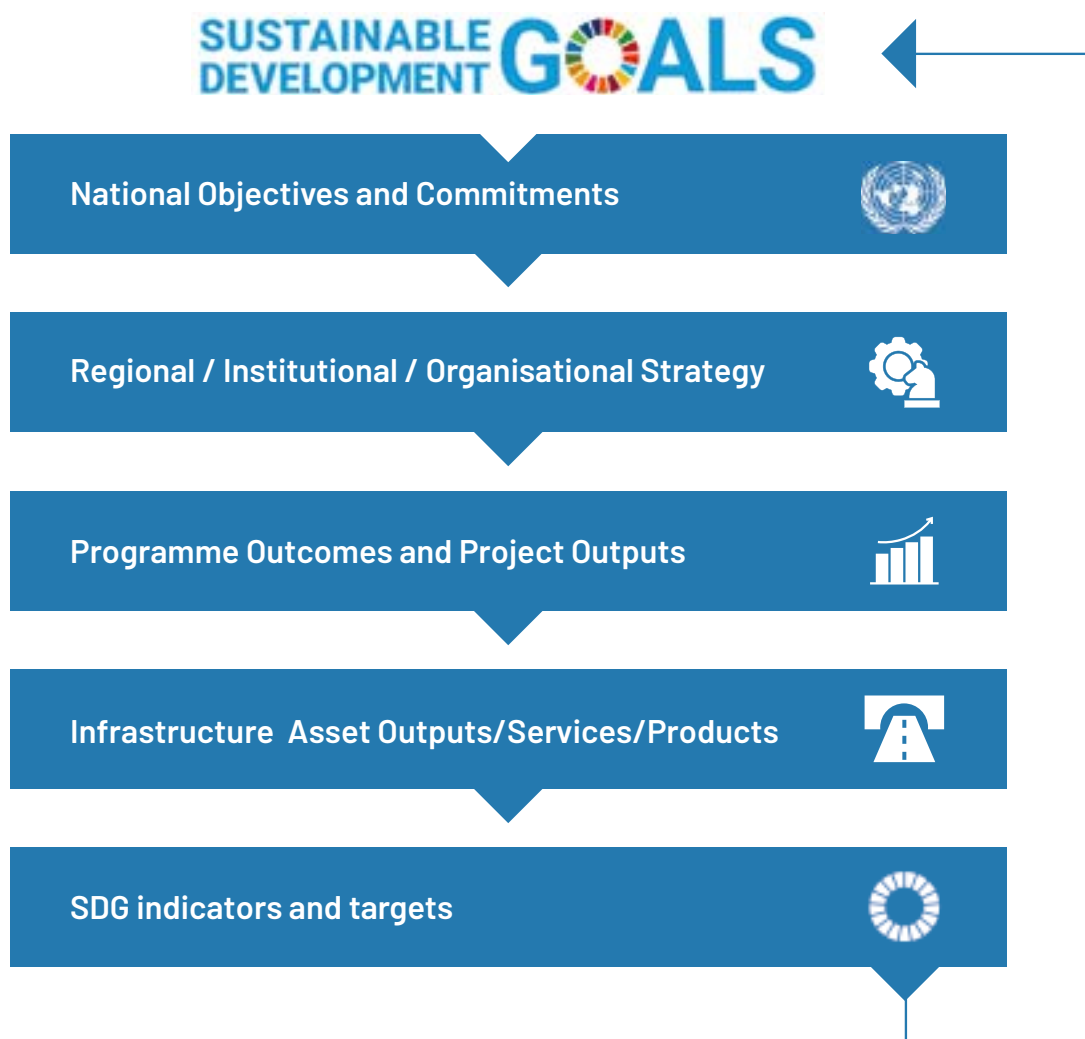 SUSTAINABLE
DEVELOPMENT GOALS
National Objectives and Commitments
Regional / Institutional / Organisational Strategy
Programme Outcomes and Project Outputs
Infrastructure Asset Outputs/Services/Products
SDG indicators and targets